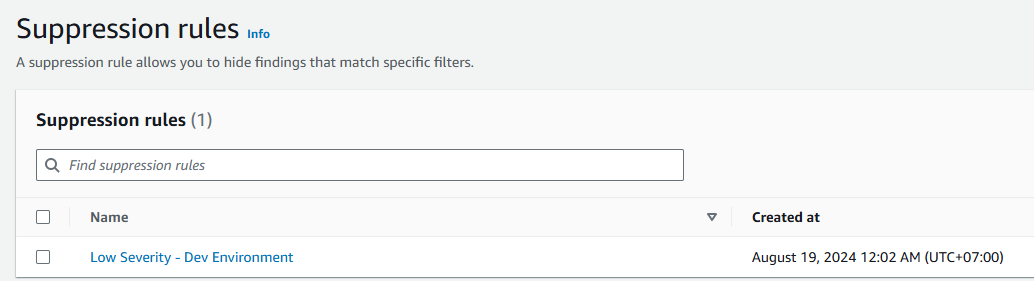 Suppression rules Info
A suppression rule allows you to hide findings that match specific filters.
Suppression rules (1)
Find suppression rules
Name Created at
Low Severity - Dev Environment August 19, 2024 12:02 AM (UTC+07:00)